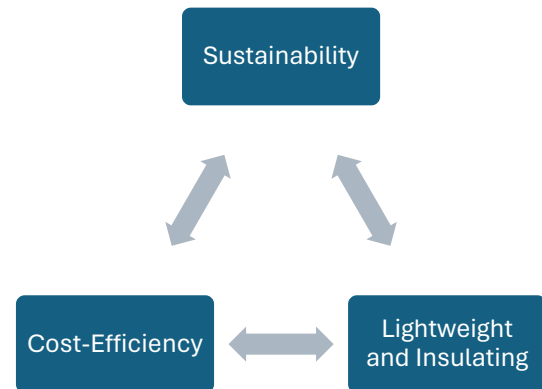 Sustainability
Cost-Efficiency
Lightweight
and Insulating